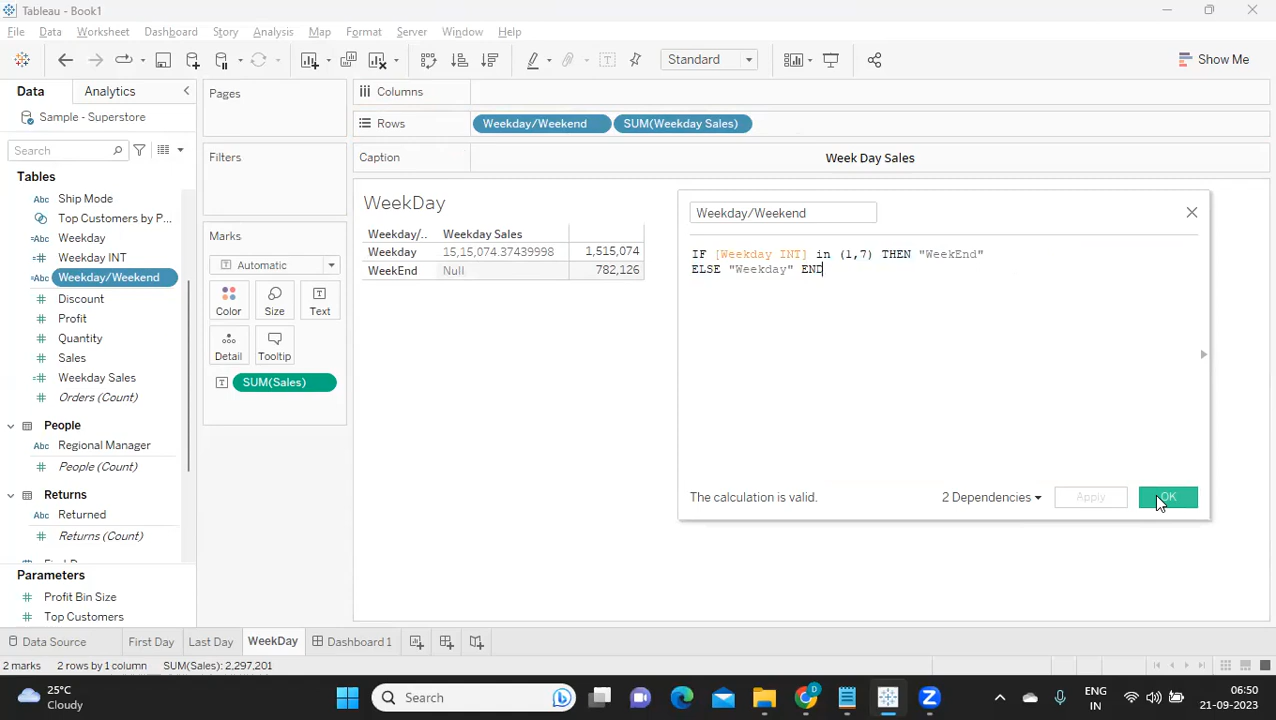 Tableau - Book1
File Data Worksheet Dashboard Story Analysis Map Format Server Window Help
Standard
Show Me
Data Analytics
Pages
Columns
Sample - Superstore
Rows
Weekday/Weekend
SUM(Weekday Sales)
Search
Filters
Caption
Week Day Sales
Tables
Ship Mode
Top Customers by P...
Weekday
Weekday INT
Weekday/Weekend
Discount
Profit
Quantity
Sales
Weekday Sales
Orders (Count)
People
Regional Manager
People (Count)
Returns
Returned
Returns (Count)
Parameters
Profit Bin Size
Top Customers
Marks
Automatic
Color Size Text
Detail Tooltip
SUM(Sales)
WeekDay
Weekday/.. Weekday Sales
Weekday 15,15,074.37439998 1,515,074
WeekEnd Null 782,126
Weekday/Weekend
IF [Weekday INT] in (1,7) THEN "WeekEnd"
ELSE "Weekday" END
The calculation is valid.
2 Dependencies
Apply
OK
Data Source First Day Last Day WeekDay Dashboard 1
2 marks 2 rows by 1 column SUM(Sales): 2,297,201
25°C
Cloudy
Search
ENG
IN
06:50
21-09-2023